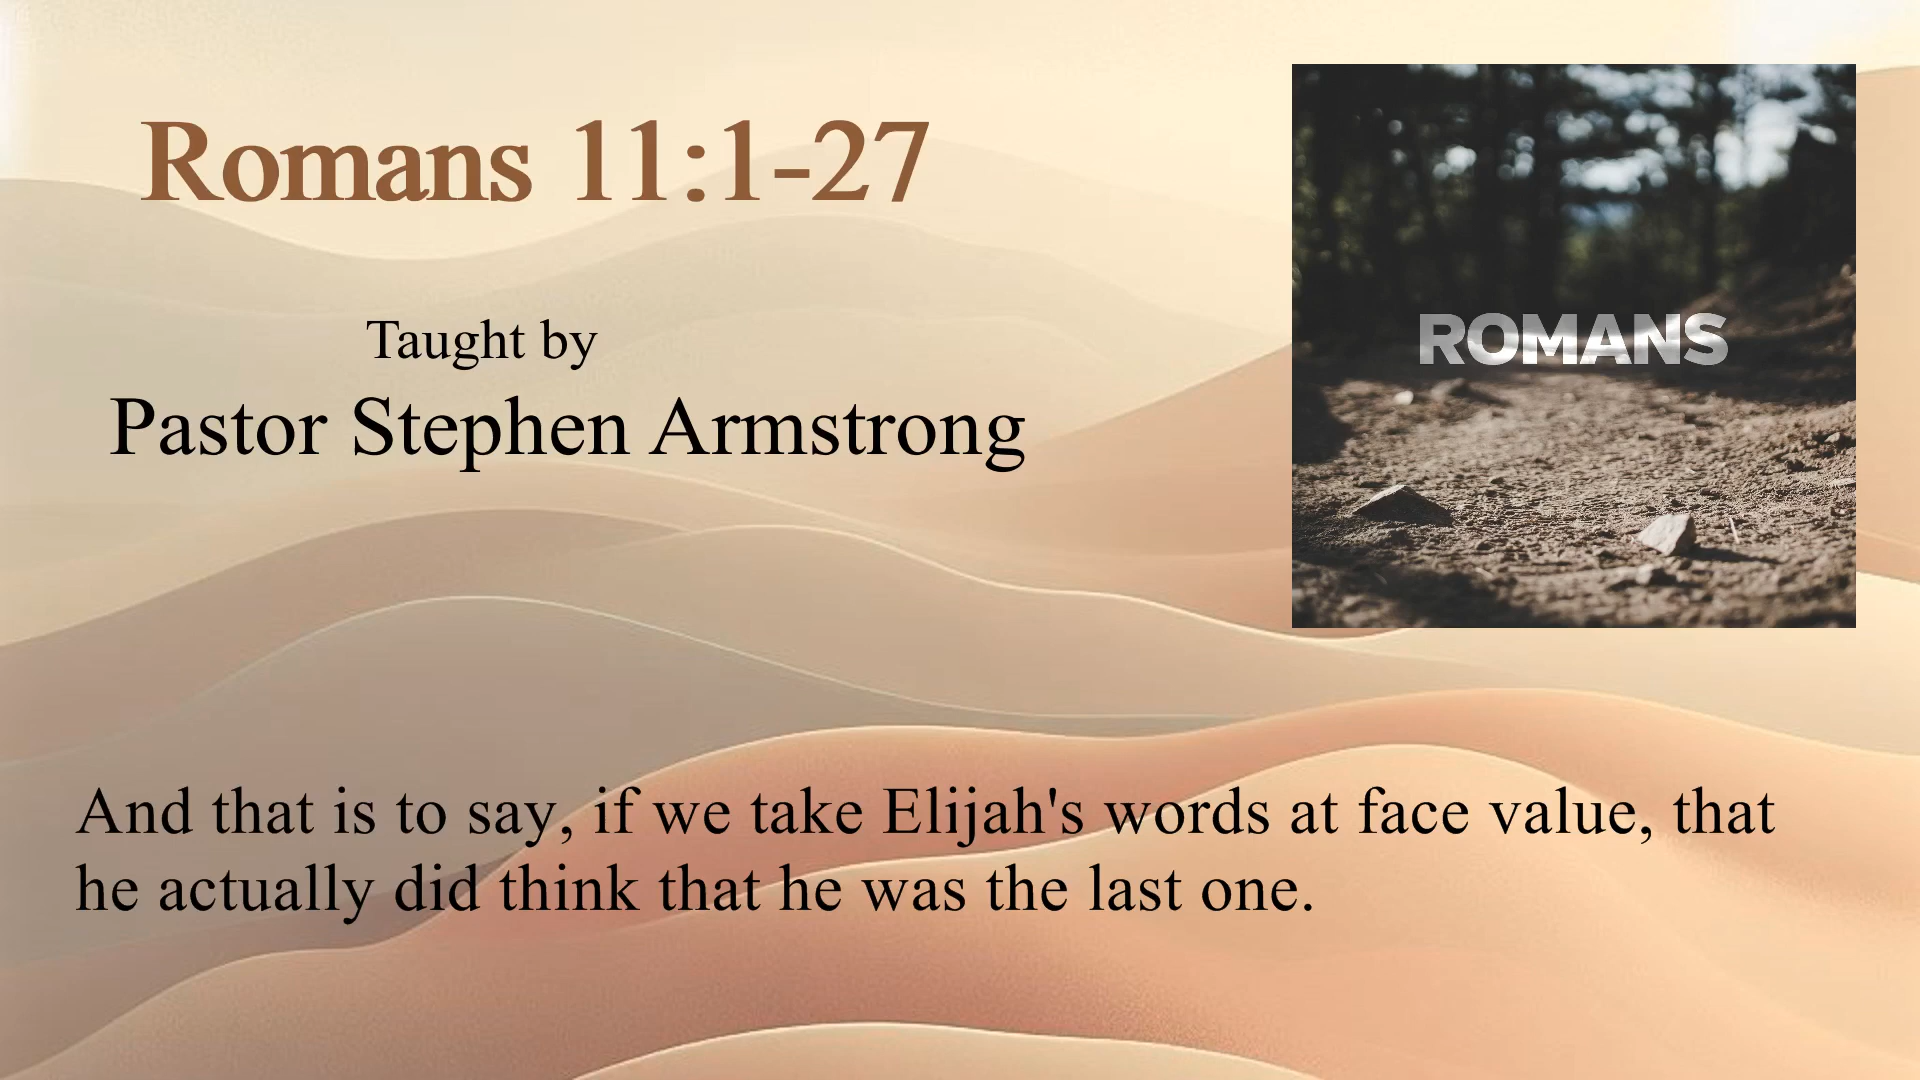 Romans 11:1-27
Taught by
Pastor Stephen Armstrong
ROMANS
And that is to say, if we take Elijah's words at face value, that
he actually did think that he was the last one.